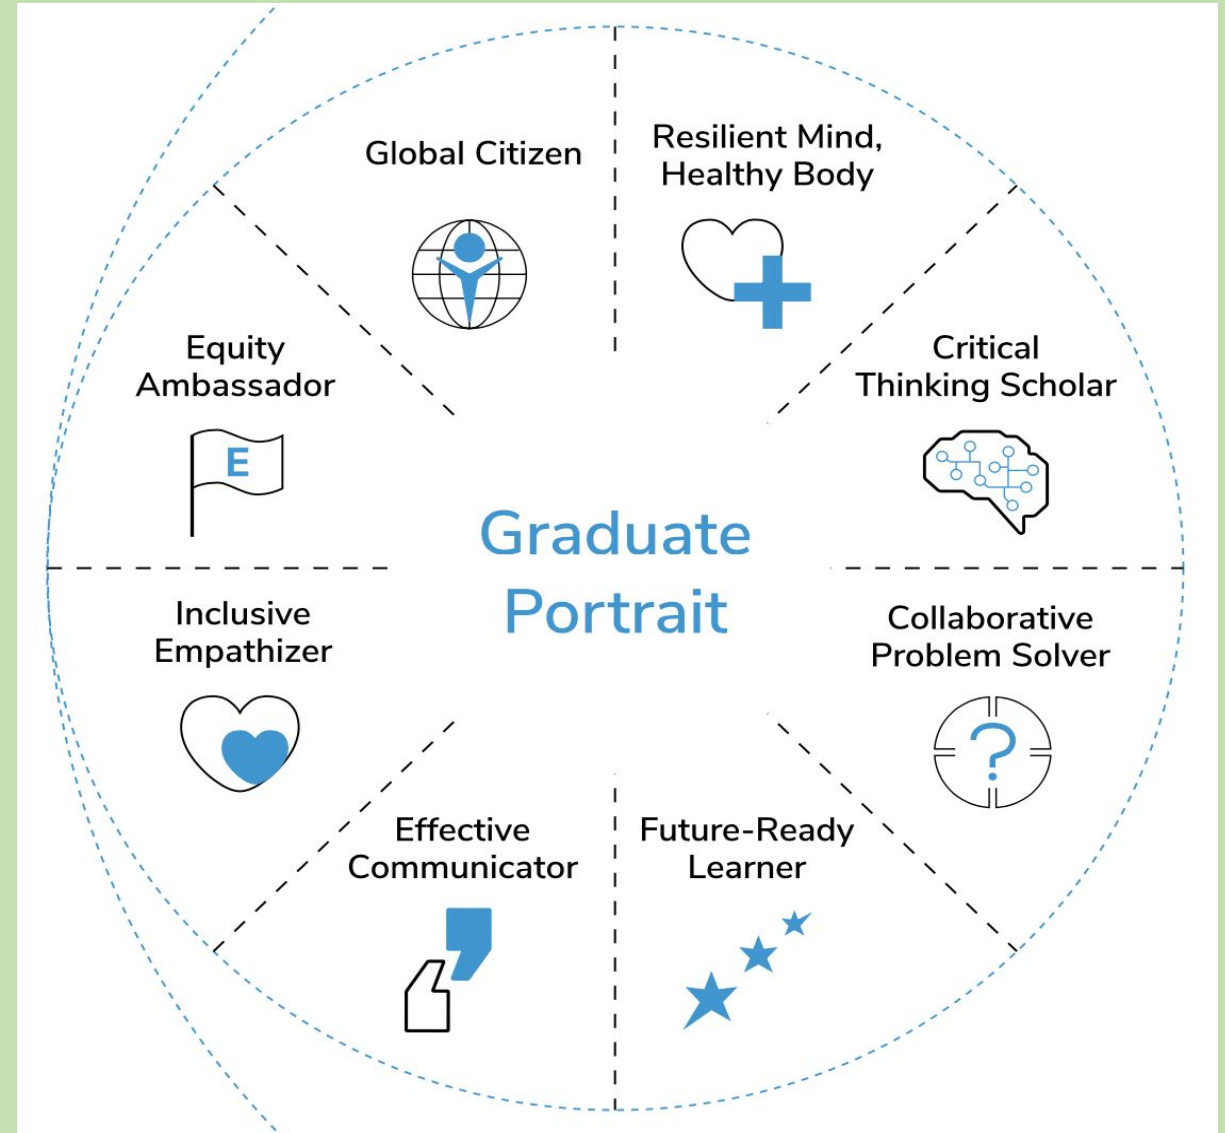 Global Citizen
Resilient Mind,
Healthy Body
Equity
Ambassador
E
Critical
Thinking Scholar
Graduate
Portrait
Inclusive
Empathizer
Collaborative
Problem Solver
?
Effective
Communicator
Future-Ready
Learner